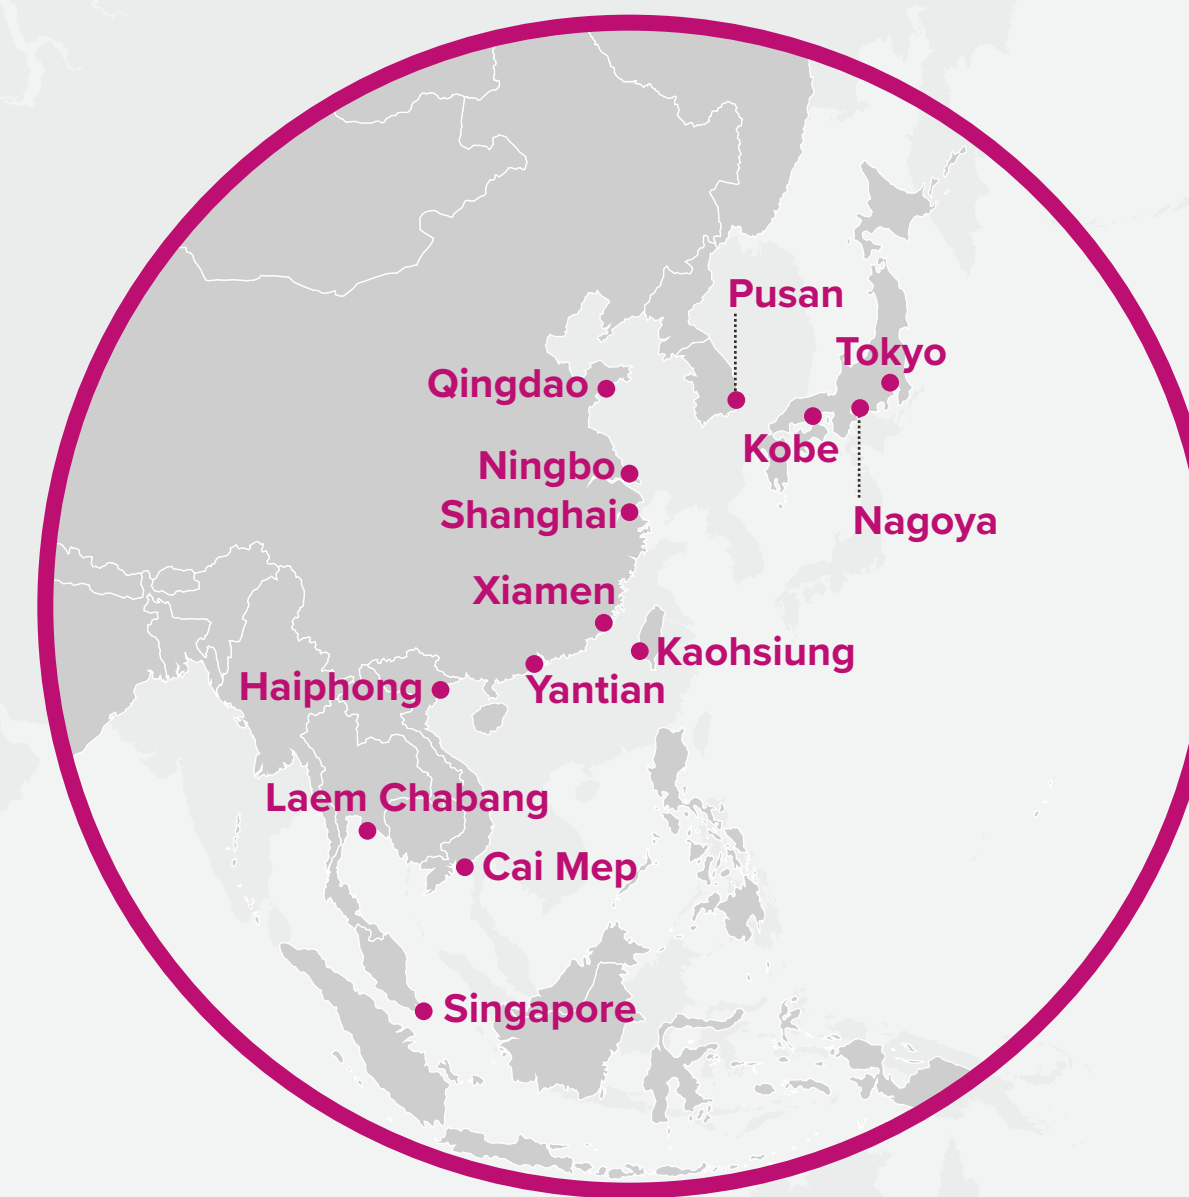 Pusan
Tokyo
Qingdao
Kobe
Ningbo
Shanghai
Nagoya
Xiamen
Kaohsiung
Haiphong
Yantian
Laem Chabang
Cai Mep
Singapore